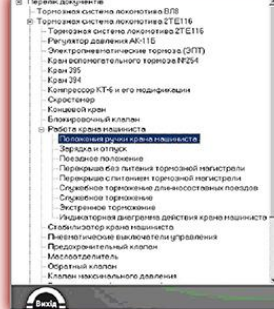 Перелік документів
Тормозная система локомотива ВЛ8
Тормозная система локомотива 2ТЕ116
Тормозная система локомотива 2ТЕ116
Регулятор давления АК-11Б
Электропневматические тормоза (ЭПТ)
Кран вспомогательного тормоза №254
Кран 395
Кран 394
Компрессор КТ-6 и его модификации
Скоростемер
Концевой кран
Блокировочный клапан
Работа крана машиниста
Положения ручки крана машиниста
Зарядка и отпуск
Поездное положение
Перекрыша без питания тормозной магистрали
Перекрыша с питанием тормозной магистрали
Служебное торможение длинносоставных поездов
Служебное торможение
Экстренное торможение
Индикаторная диаграмма действия крана машиниста
Стабилизатор крана машиниста
Пневматические выключатели управления
Предохранительный клапан
Маслоотделитель
Обратный клапан
Клапан максимального давления
Вихід